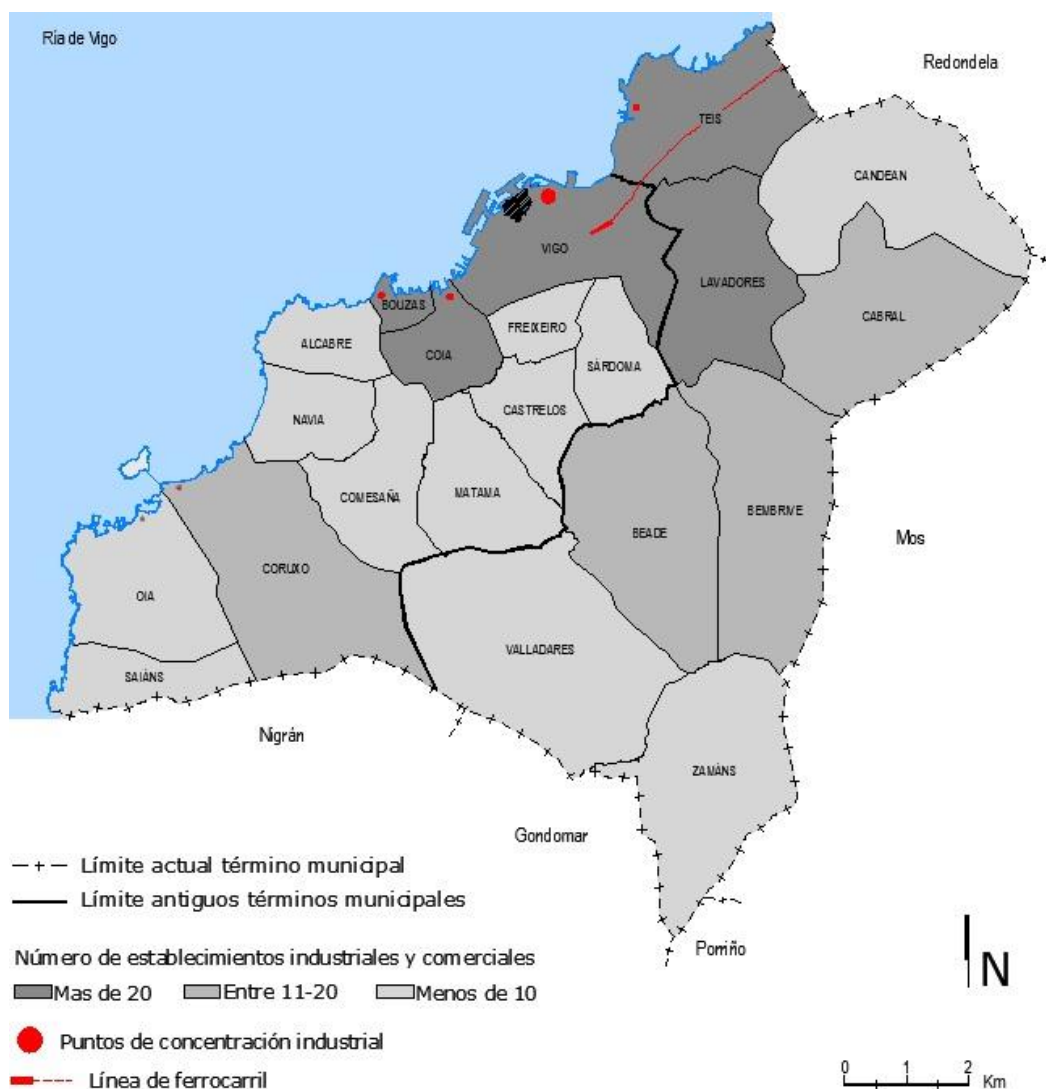 Ría de Vigo
Redondela
TEIS
CANDEAN
VIGO
LAVADORES
CABRAL
BOUZAS
FREIXEIRO
ALCABRE
COIA
SÁRDOMA
NAVIA
CASTRELOS
COMESAÑA
MATAMA
BEADE
BEMBRIVE
Mos
CORUXO
OIA
VALLADARES
SAIÁNS
Nigrán
ZAMÁNS
Gondomar
Porriño
Límite actual término municipal
Límite antiguos términos municipales
Número de establecimientos industriales y comerciales
Mas de 20 Entre 11-20 Menos de 10
Puntos de concentración industrial
Línea de ferrocarril
N
0 1 2 Km